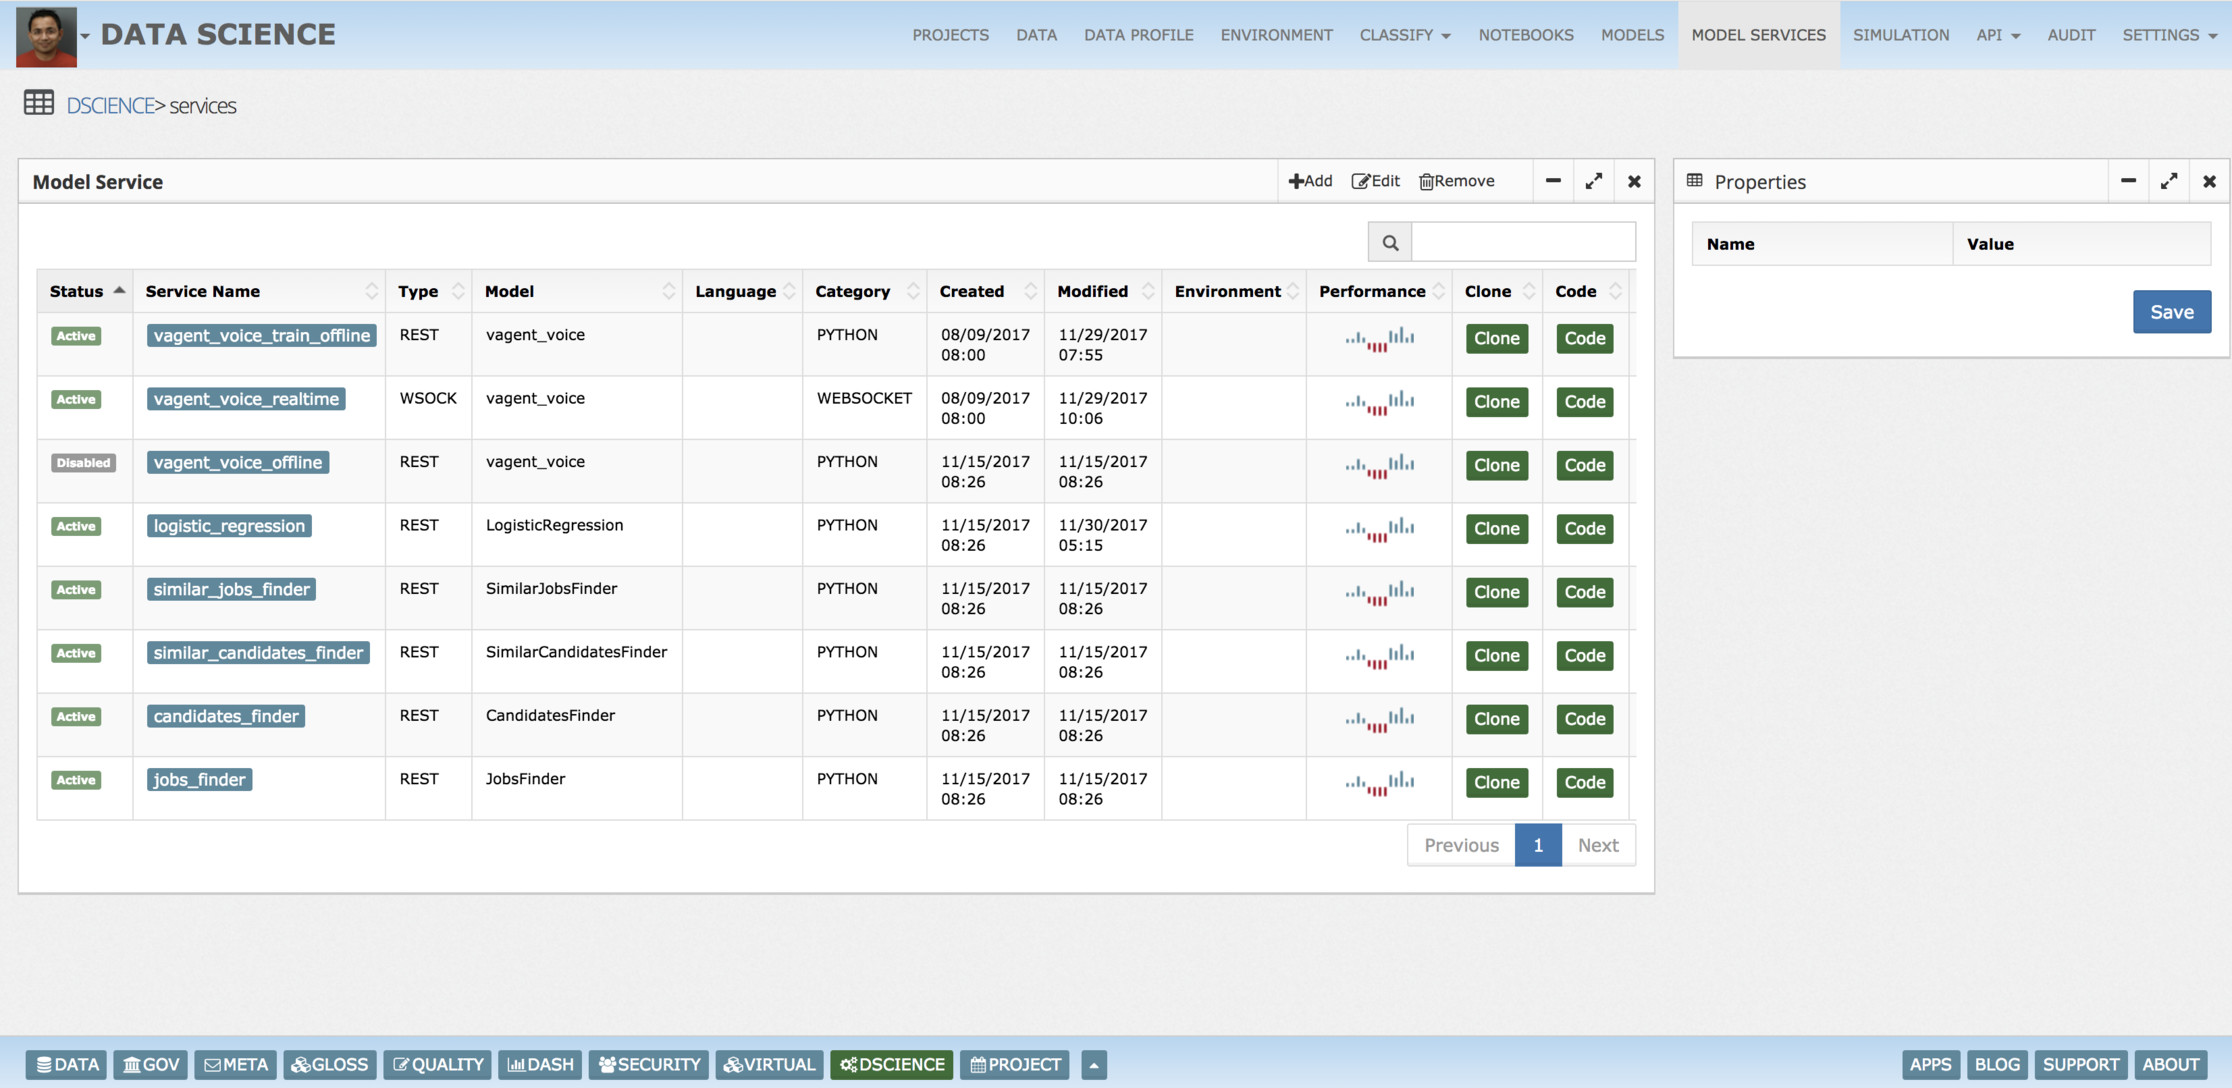 DATA SCIENCE
PROJECTS DATA DATA PROFILE ENVIRONMENT CLASSIFY NOTEBOOKS MODELS MODEL SERVICES SIMULATION API AUDIT SETTINGS
DSCIENCE> services
Model Service
Add Edit Remove
Properties
Name Value
Save
Status Service Name Type Model Language Category Created Modified Environment Performance Clone Code
Active vagent_voice_train_offline REST vagent_voice PYTHON 08/09/2017 11/29/2017 Clone Code
08:00 07:55
Active vagent_voice_realtime WSOCK vagent_voice WEBSOCKET 08/09/2017 11/29/2017 Clone Code
08:00 10:06
Disabled vagent_voice_offline REST vagent_voice PYTHON 11/15/2017 11/15/2017 Clone Code
08:26 08:26
Active logistic_regression REST LogisticRegression PYTHON 11/15/2017 11/30/2017 Clone Code
08:26 05:15
Active similar_jobs_finder REST SimilarJobsFinder PYTHON 11/15/2017 11/15/2017 Clone Code
08:26 08:26
Active similar_candidates_finder REST SimilarCandidatesFinder PYTHON 11/15/2017 11/15/2017 Clone Code
08:26 08:26
Active candidates_finder REST CandidatesFinder PYTHON 11/15/2017 11/15/2017 Clone Code
08:26 08:26
Active jobs_finder REST JobsFinder PYTHON 11/15/2017 11/15/2017 Clone Code
08:26 08:26
Previous 1 Next
DATA GOV META GLOSS QUALITY DASH SECURITY VIRTUAL DSCIENCE PROJECT APPS BLOG SUPPORT ABOUT